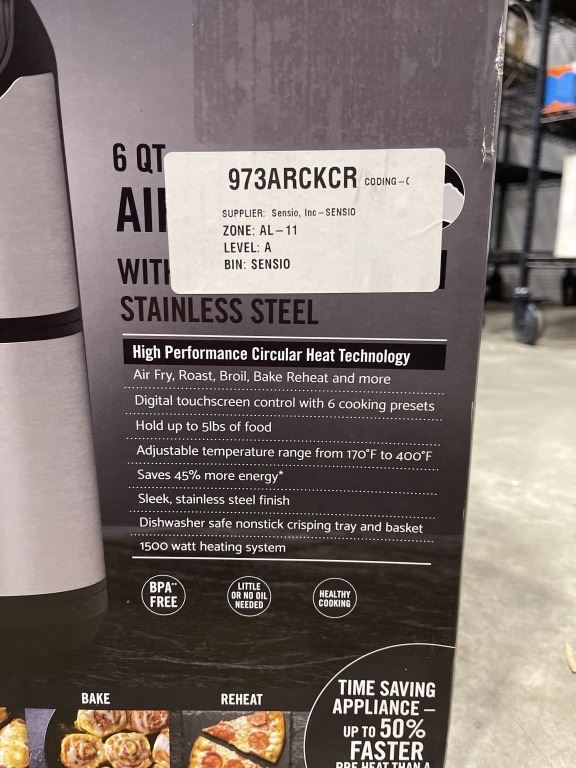 6 QT
973ARCKCR CODING-C
AI
SUPPLIER: Sensio, Inc-SENSIO
ZONE: AL-11
LEVEL: A
BIN: SENSIO
WITH
STAINLESS STEEL
High Performance Circular Heat Technology
Air Fry, Roast, Broil, Bake Reheat and more
Digital touchscreen control with 6 cooking presets
Hold up to 5lbs of food
Adjustable temperature range from 170°F to 400°F
Saves 45% more energy*
Sleek, stainless steel finish
Dishwasher safe nonstick crisping tray and basket
1500 watt heating system
BPA**
FREE
LITTLE
OR NO OIL
NEEDED
HEALTHY
COOKING
BAKE
REHEAT
TIME SAVING
APPLIANCE –
UP TO 50%
FASTER
PRE HEAT THAN A